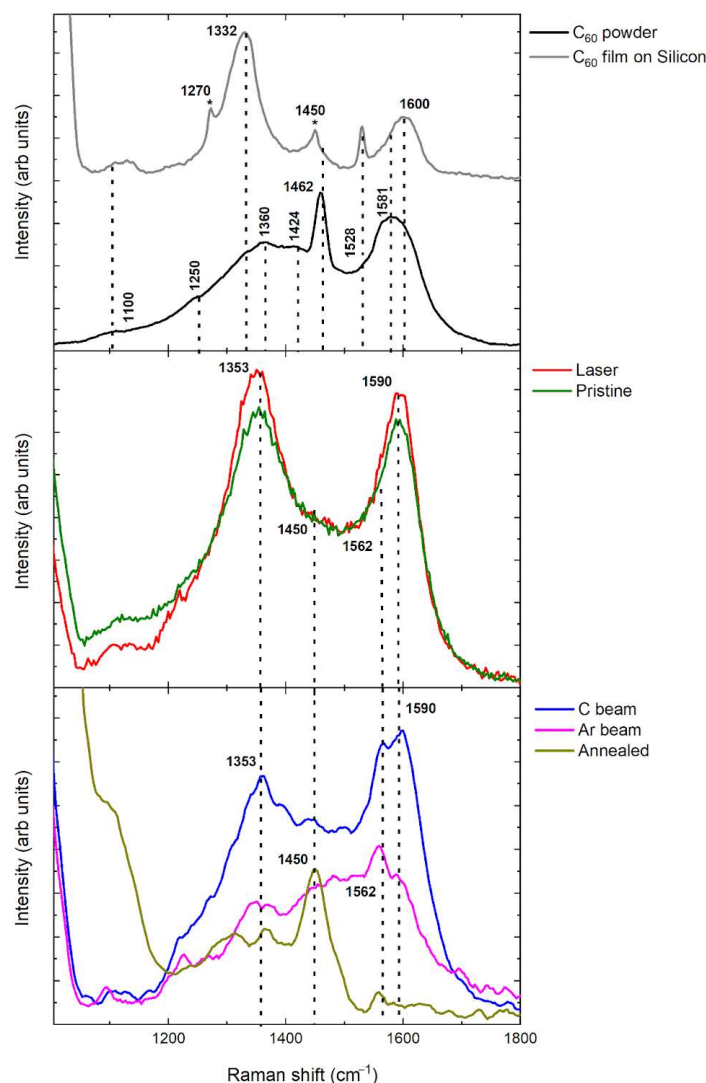 1332
C₆₀ powder
C₆₀ film on Silicon
1270
*
1450
*
1600
Intensity (arb units)
1462
1360
1424
1528
1581
1250
1100
1353
1590
Laser
Pristine
Intensity (arb units)
1450
1562
C beam
Ar beam
Annealed
1590
1353
1450
1562
Intensity (arb units)
1200
1400
1600
1800
Raman shift (cm⁻¹)